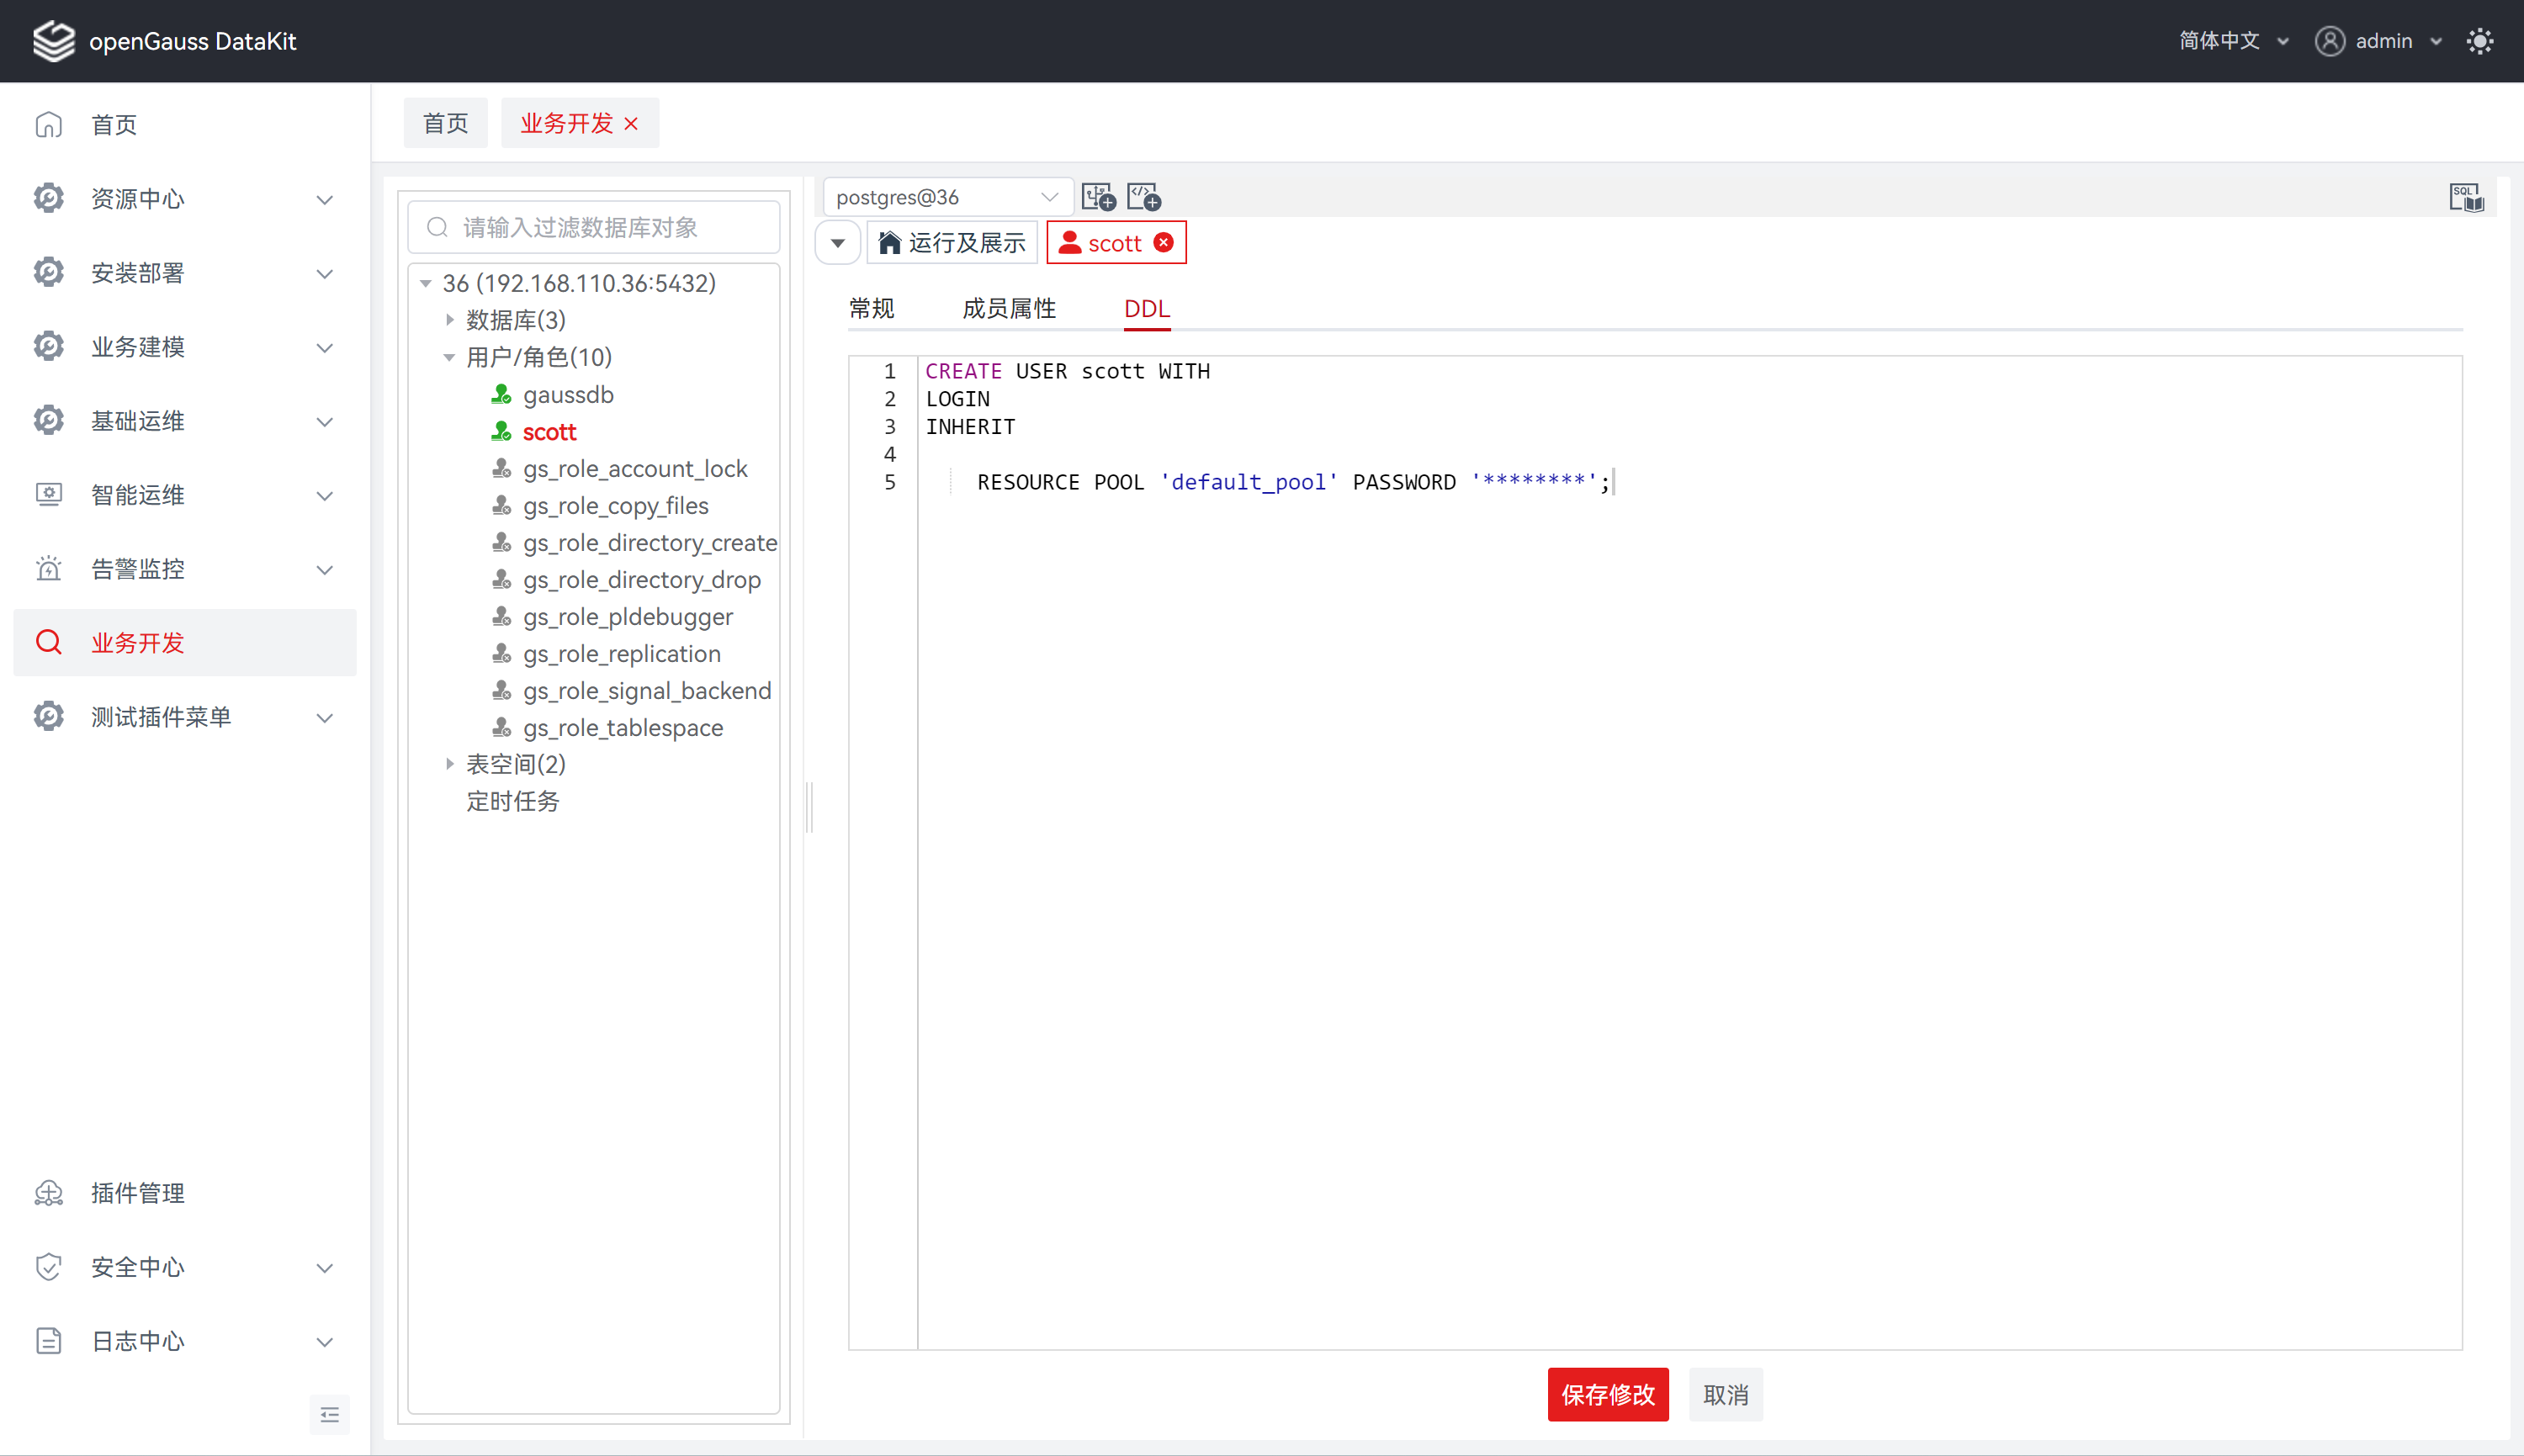 openGauss DataKit
简体中文
admin
首页
资源中心
安装部署
业务建模
基础运维
智能运维
告警监控
业务开发
测试插件菜单
插件管理
安全中心
日志中心
首页
业务开发
请输入过滤数据库对象
36 (192.168.110.36:5432)
数据库(3)
用户/角色(10)
gaussdb
scott
gs_role_account_lock
gs_role_copy_files
gs_role_directory_create
gs_role_directory_drop
gs_role_pldebugger
gs_role_replication
gs_role_signal_backend
gs_role_tablespace
表空间(2)
定时任务
postgres@36
SQL
运行及展示
scott
常规
成员属性
DDL
1 CREATE USER scott WITH
2 LOGIN
3 INHERIT
4
5 RESOURCE POOL 'default_pool' PASSWORD '********';
保存修改
取消